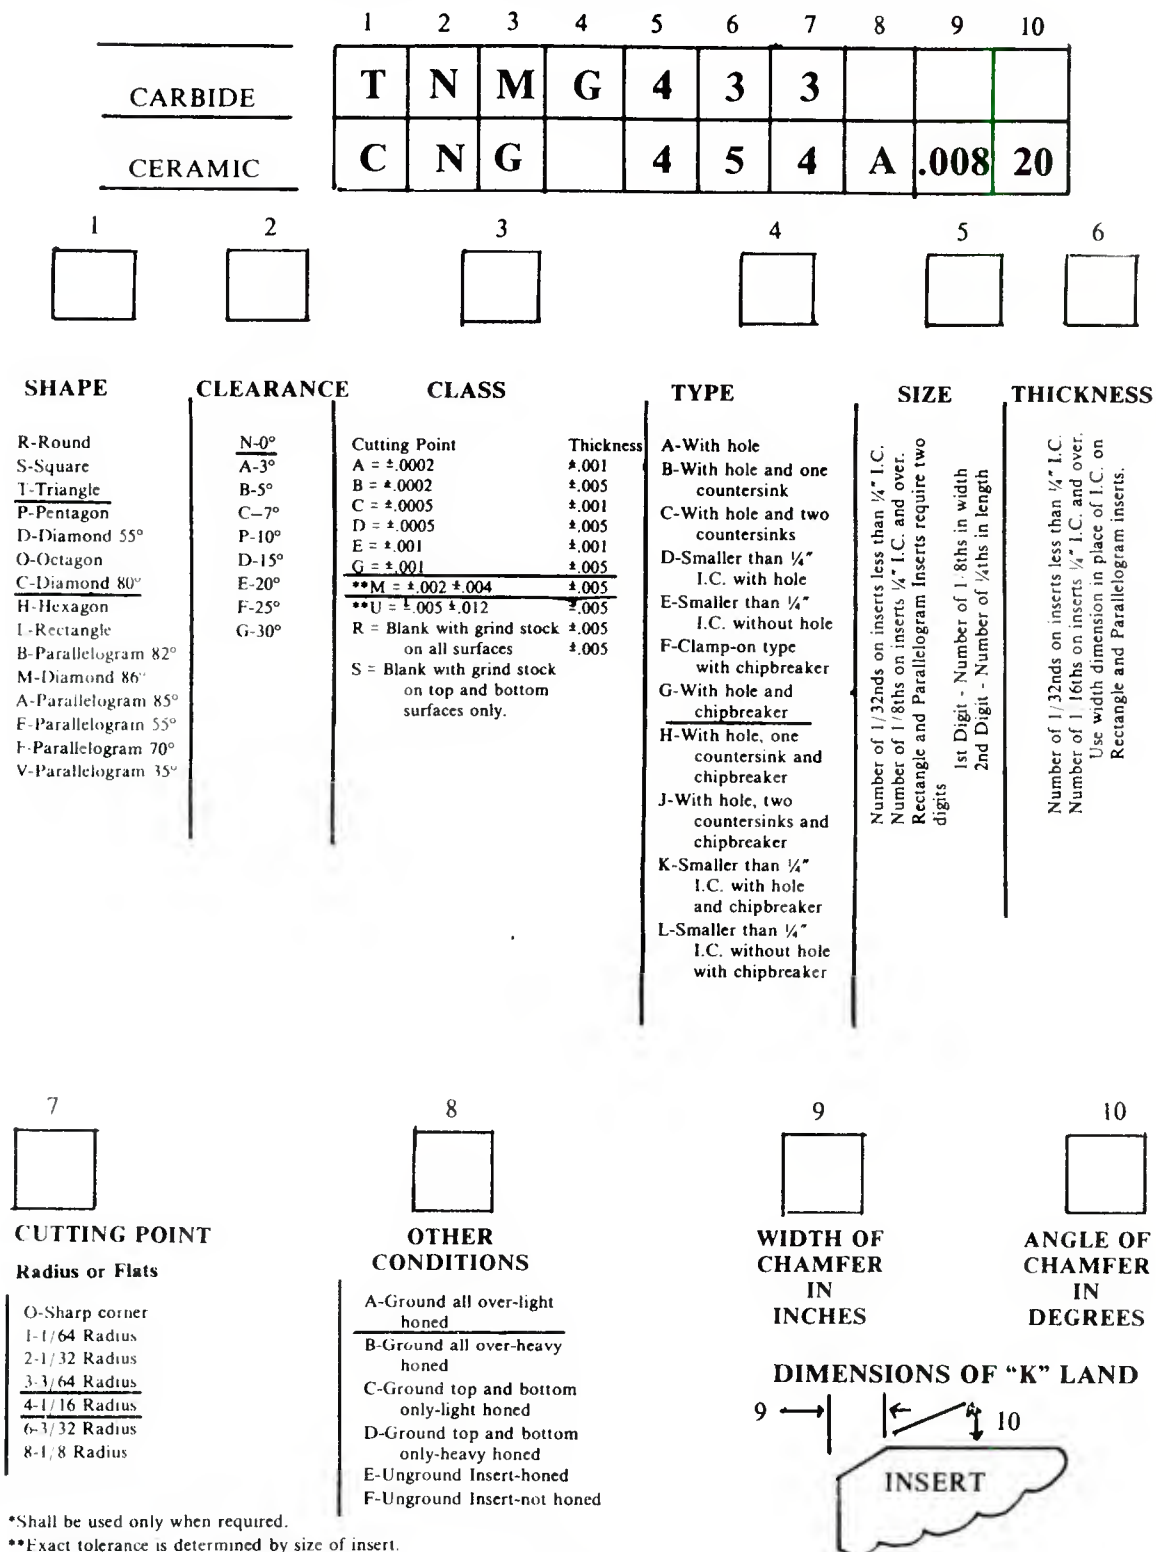 1 2 3 4 5 6 7 8 9 10
CARBIDE T N M G 4 3 3
CERAMIC C N G 4 5 4 A .008 20
1 2 3 4 5 6
SHAPE
R-Round
S-Square
T-Triangle
P-Pentagon
D-Diamond 55°
O-Octagon
C-Diamond 80°
H-Hexagon
L-Rectangle
B-Parallelogram 82°
M-Diamond 86°
A-Parallelogram 85°
F-Parallelogram 55°
F-Parallelogram 70°
V-Parallelogram 35°
CLEARANCE
N-0°
A-3°
B-5°
C-7°
P-10°
D-15°
E-20°
F-25°
G-30°
CLASS
Cutting Point Thickness
A = ±.0002 ±.001
B = ±.0002 ±.005
C = ±.0005 ±.001
D = ±.0005 ±.005
E = ±.001 ±.001
G = ±.001 ±.005
**M = ±.002 ±.004 ±.005
**U = ±.005 ±.012 ±.005
R = Blank with grind stock ±.005
on all surfaces ±.005
S = Blank with grind stock
on top and bottom
surfaces only.
TYPE
A-With hole
B-With hole and one
countersink
C-With hole and two
countersinks
D-Smaller than ¼"
I.C. with hole
E-Smaller than ¼"
I.C. without hole
F-Clamp-on type
with chipbreaker
G-With hole and
chipbreaker
H-With hole, one
countersink and
chipbreaker
J-With hole, two
countersinks and
chipbreaker
K-Smaller than ¼"
I.C. with hole
and chipbreaker
L-Smaller than ¼"
I.C. without hole
with chipbreaker
SIZE
Number of 1/32nds on inserts less than ¼" I.C.
Number of 1/8ths on inserts ¼" I.C. and over.
Rectangle and Parallelogram Inserts require two
digits
1st Digit - Number of 1/8ths in width
2nd Digit - Number of ¼ths in length
THICKNESS
Number of 1/32nds on inserts less than ¼" I.C.
Number of 1/16ths on inserts ¼" I.C. and over.
Use width dimension in place of I.C. on
Rectangle and Parallelogram inserts.
7 8 9 10
CUTTING POINT
Radius or Flats
O-Sharp corner
1-1/64 Radius
2-1/32 Radius
3-3/64 Radius
4-1/16 Radius
6-3/32 Radius
8-1/8 Radius
OTHER
CONDITIONS
A-Ground all over-light
honed
B-Ground all over-heavy
honed
C-Ground top and bottom
only-light honed
D-Ground top and bottom
only-heavy honed
E-Unground Insert-honed
F-Unground Insert-not honed
WIDTH OF
CHAMFER
IN
INCHES
ANGLE OF
CHAMFER
IN
DEGREES
DIMENSIONS OF “K” LAND
9 10
INSERT
*Shall be used only when required.
**Exact tolerance is determined by size of insert.